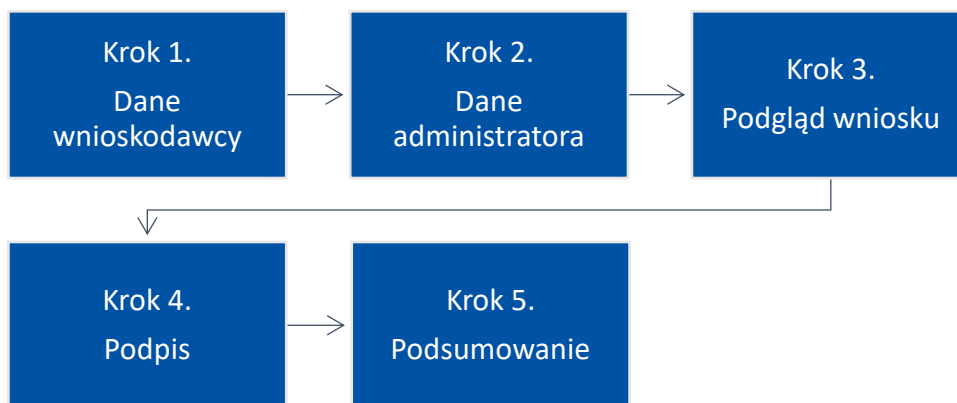 Krok 1.
Dane
wnioskodawcy
Krok 2.
Dane
administratora
Krok 3.
Podgląd wniosku
Krok 4.
Podpis
Krok 5.
Podsumowanie